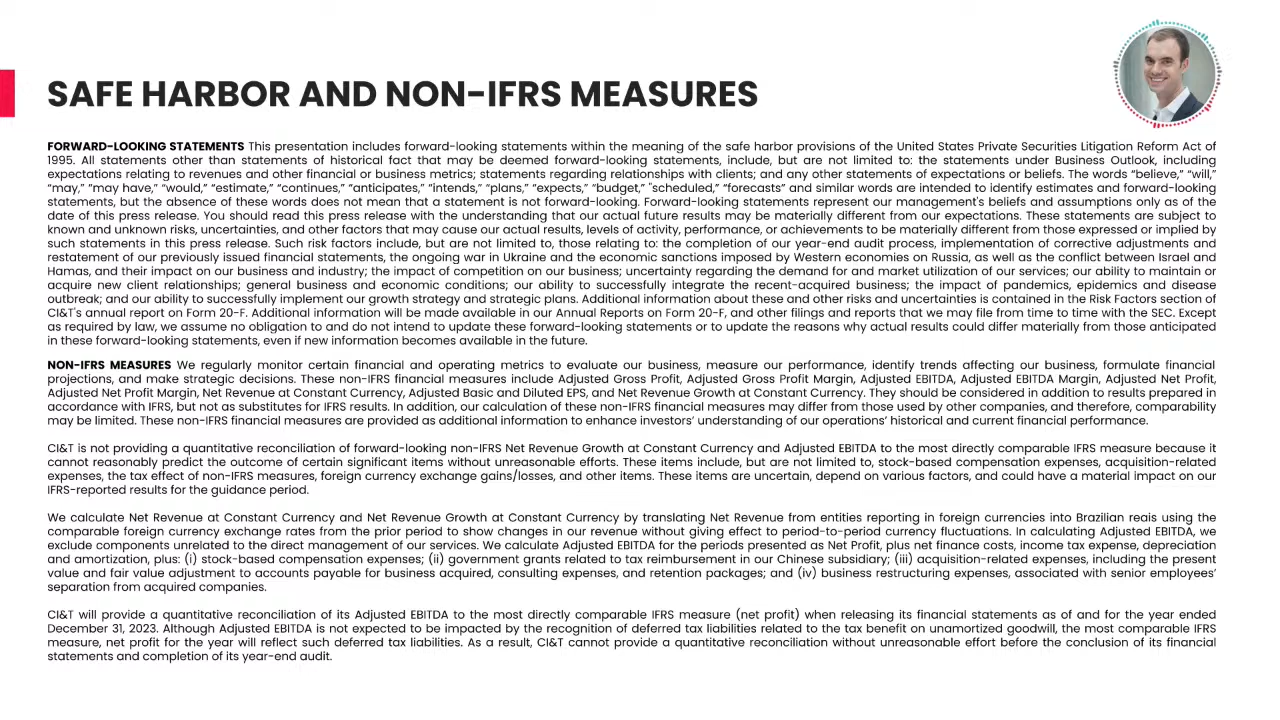 SAFE HARBOR AND NON-IFRS MEASURES
FORWARD-LOOKING STATEMENTS This presentation includes forward-looking statements within the meaning of the safe harbor provisions of the United States Private Securities Litigation Reform Act of
1995. All statements other than statements of historical fact that may be deemed forward-looking statements, include, but are not limited to: the statements under Business Outlook, including
expectations relating to revenues and other financial or business metrics; statements regarding relationships with clients; and any other statements of expectations or beliefs. The words “believe,” “will,”
“may,” “may have,” “would,” “estimate,” “continues,” “anticipates,” “intends,” “plans,” “expects,” “budget,” "scheduled,” “forecasts” and similar words are intended to identify estimates and forward-looking
statements, but the absence of these words does not mean that a statement is not forward-looking. Forward-looking statements represent our management's beliefs and assumptions only as of the
date of this press release. You should read this press release with the understanding that our actual future results may be materially different from our expectations. These statements are subject to
known and unknown risks, uncertainties, and other factors that may cause our actual results, levels of activity, performance, or achievements to be materially different from those expressed or implied by
such statements in this press release. Such risk factors include, but are not limited to, those relating to: the completion of our year-end audit process, implementation of corrective adjustments and
restatement of our previously issued financial statements, the ongoing war in Ukraine and the economic sanctions imposed by Western economies on Russia, as well as the conflict between Israel and
Hamas, and their impact on our business and industry; the impact of competition on our business; uncertainty regarding the demand for and market utilization of our services; our ability to maintain or
acquire new client relationships; general business and economic conditions; our ability to successfully integrate the recent-acquired business; the impact of pandemics, epidemics and disease
outbreak; and our ability to successfully implement our growth strategy and strategic plans. Additional information about these and other risks and uncertainties is contained in the Risk Factors section of
CI&T's annual report on Form 20-F. Additional information will be made available in our Annual Reports on Form 20-F, and other filings and reports that we may file from time to time with the SEC. Except
as required by law, we assume no obligation to and do not intend to update these forward-looking statements or to update the reasons why actual results could differ materially from those anticipated
in these forward-looking statements, even if new information becomes available in the future.
NON-IFRS MEASURES We regularly monitor certain financial and operating metrics to evaluate our business, measure our performance, identify trends affecting our business, formulate financial
projections, and make strategic decisions. These non-IFRS financial measures include Adjusted Gross Profit, Adjusted Gross Profit Margin, Adjusted EBITDA, Adjusted EBITDA Margin, Adjusted Net Profit,
Adjusted Net Profit Margin, Net Revenue at Constant Currency, Adjusted Basic and Diluted EPS, and Net Revenue Growth at Constant Currency. They should be considered in addition to results prepared in
accordance with IFRS, but not as substitutes for IFRS results. In addition, our calculation of these non-IFRS financial measures may differ from those used by other companies, and therefore, comparability
may be limited. These non-IFRS financial measures are provided as additional information to enhance investors’ understanding of our operations’ historical and current financial performance.
CI&T is not providing a quantitative reconciliation of forward-looking non-IFRS Net Revenue Growth at Constant Currency and Adjusted EBITDA to the most directly comparable IFRS measure because it
cannot reasonably predict the outcome of certain significant items without unreasonable efforts. These items include, but are not limited to, stock-based compensation expenses, acquisition-related
expenses, the tax effect of non-IFRS measures, foreign currency exchange gains/losses, and other items. These items are uncertain, depend on various factors, and could have a material impact on our
IFRS-reported results for the guidance period.
We calculate Net Revenue at Constant Currency and Net Revenue Growth at Constant Currency by translating Net Revenue from entities reporting in foreign currencies into Brazilian reais using the
comparable foreign currency exchange rates from the prior period to show changes in our revenue without giving effect to period-to-period currency fluctuations. In calculating Adjusted EBITDA, we
exclude components unrelated to the direct management of our services. We calculate Adjusted EBITDA for the periods presented as Net Profit, plus net finance costs, income tax expense, depreciation
and amortization, plus: (i) stock-based compensation expenses; (ii) government grants related to tax reimbursement in our Chinese subsidiary; (iii) acquisition-related expenses, including the present
value and fair value adjustment to accounts payable for business acquired, consulting expenses, and retention packages; and (iv) business restructuring expenses, associated with senior employees’
separation from acquired companies.
CI&T will provide a quantitative reconciliation of its Adjusted EBITDA to the most directly comparable IFRS measure (net profit) when releasing its financial statements as of and for the year ended
December 31, 2023. Although Adjusted EBITDA is not expected to be impacted by the recognition of deferred tax liabilities related to the tax benefit on unamortized goodwill, the most comparable IFRS
measure, net profit for the year will reflect such deferred tax liabilities. As a result, CI&T cannot provide a quantitative reconciliation without unreasonable effort before the conclusion of its financial
statements and completion of its year-end audit.